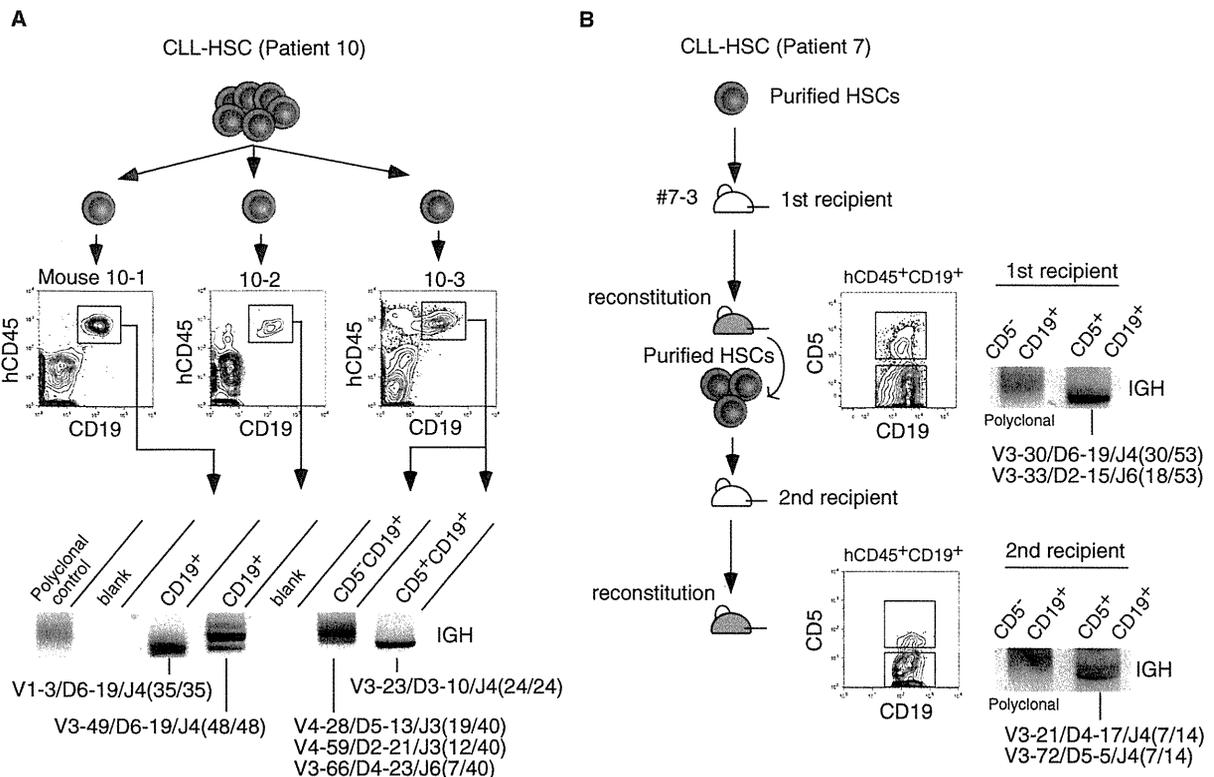 A
CLL-HSC (Patient 10)
Mouse 10-1
10-2
10-3
hCD45
CD19
hCD45
CD19
hCD45
CD19
Polyclonal control
blank
CD19+
CD19+
blank
CD5-CD19+
CD5+CD19+
IGH
V1-3/D6-19/J4(35/35)
V3-23/D3-10/J4(24/24)
V3-49/D6-19/J4(48/48)
V4-28/D5-13/J3(19/40)
V4-59/D2-21/J3(12/40)
V3-66/D4-23/J6(7/40)
B
CLL-HSC (Patient 7)
Purified HSCs
#7-3
1st recipient
reconstitution
Purified HSCs
2nd recipient
reconstitution
hCD45+CD19+
CD5
CD19
1st recipient
CD5-
CD19+
CD5+
CD19+
IGH
Polyclonal
V3-30/D6-19/J4(30/53)
V3-33/D2-15/J6(18/53)
hCD45+CD19+
CD5
CD19
2nd recipient
CD5-
CD19+
CD5+
CD19+
IGH
Polyclonal
V3-21/D4-17/J4(7/14)
V3-72/D5-5/J4(7/14)